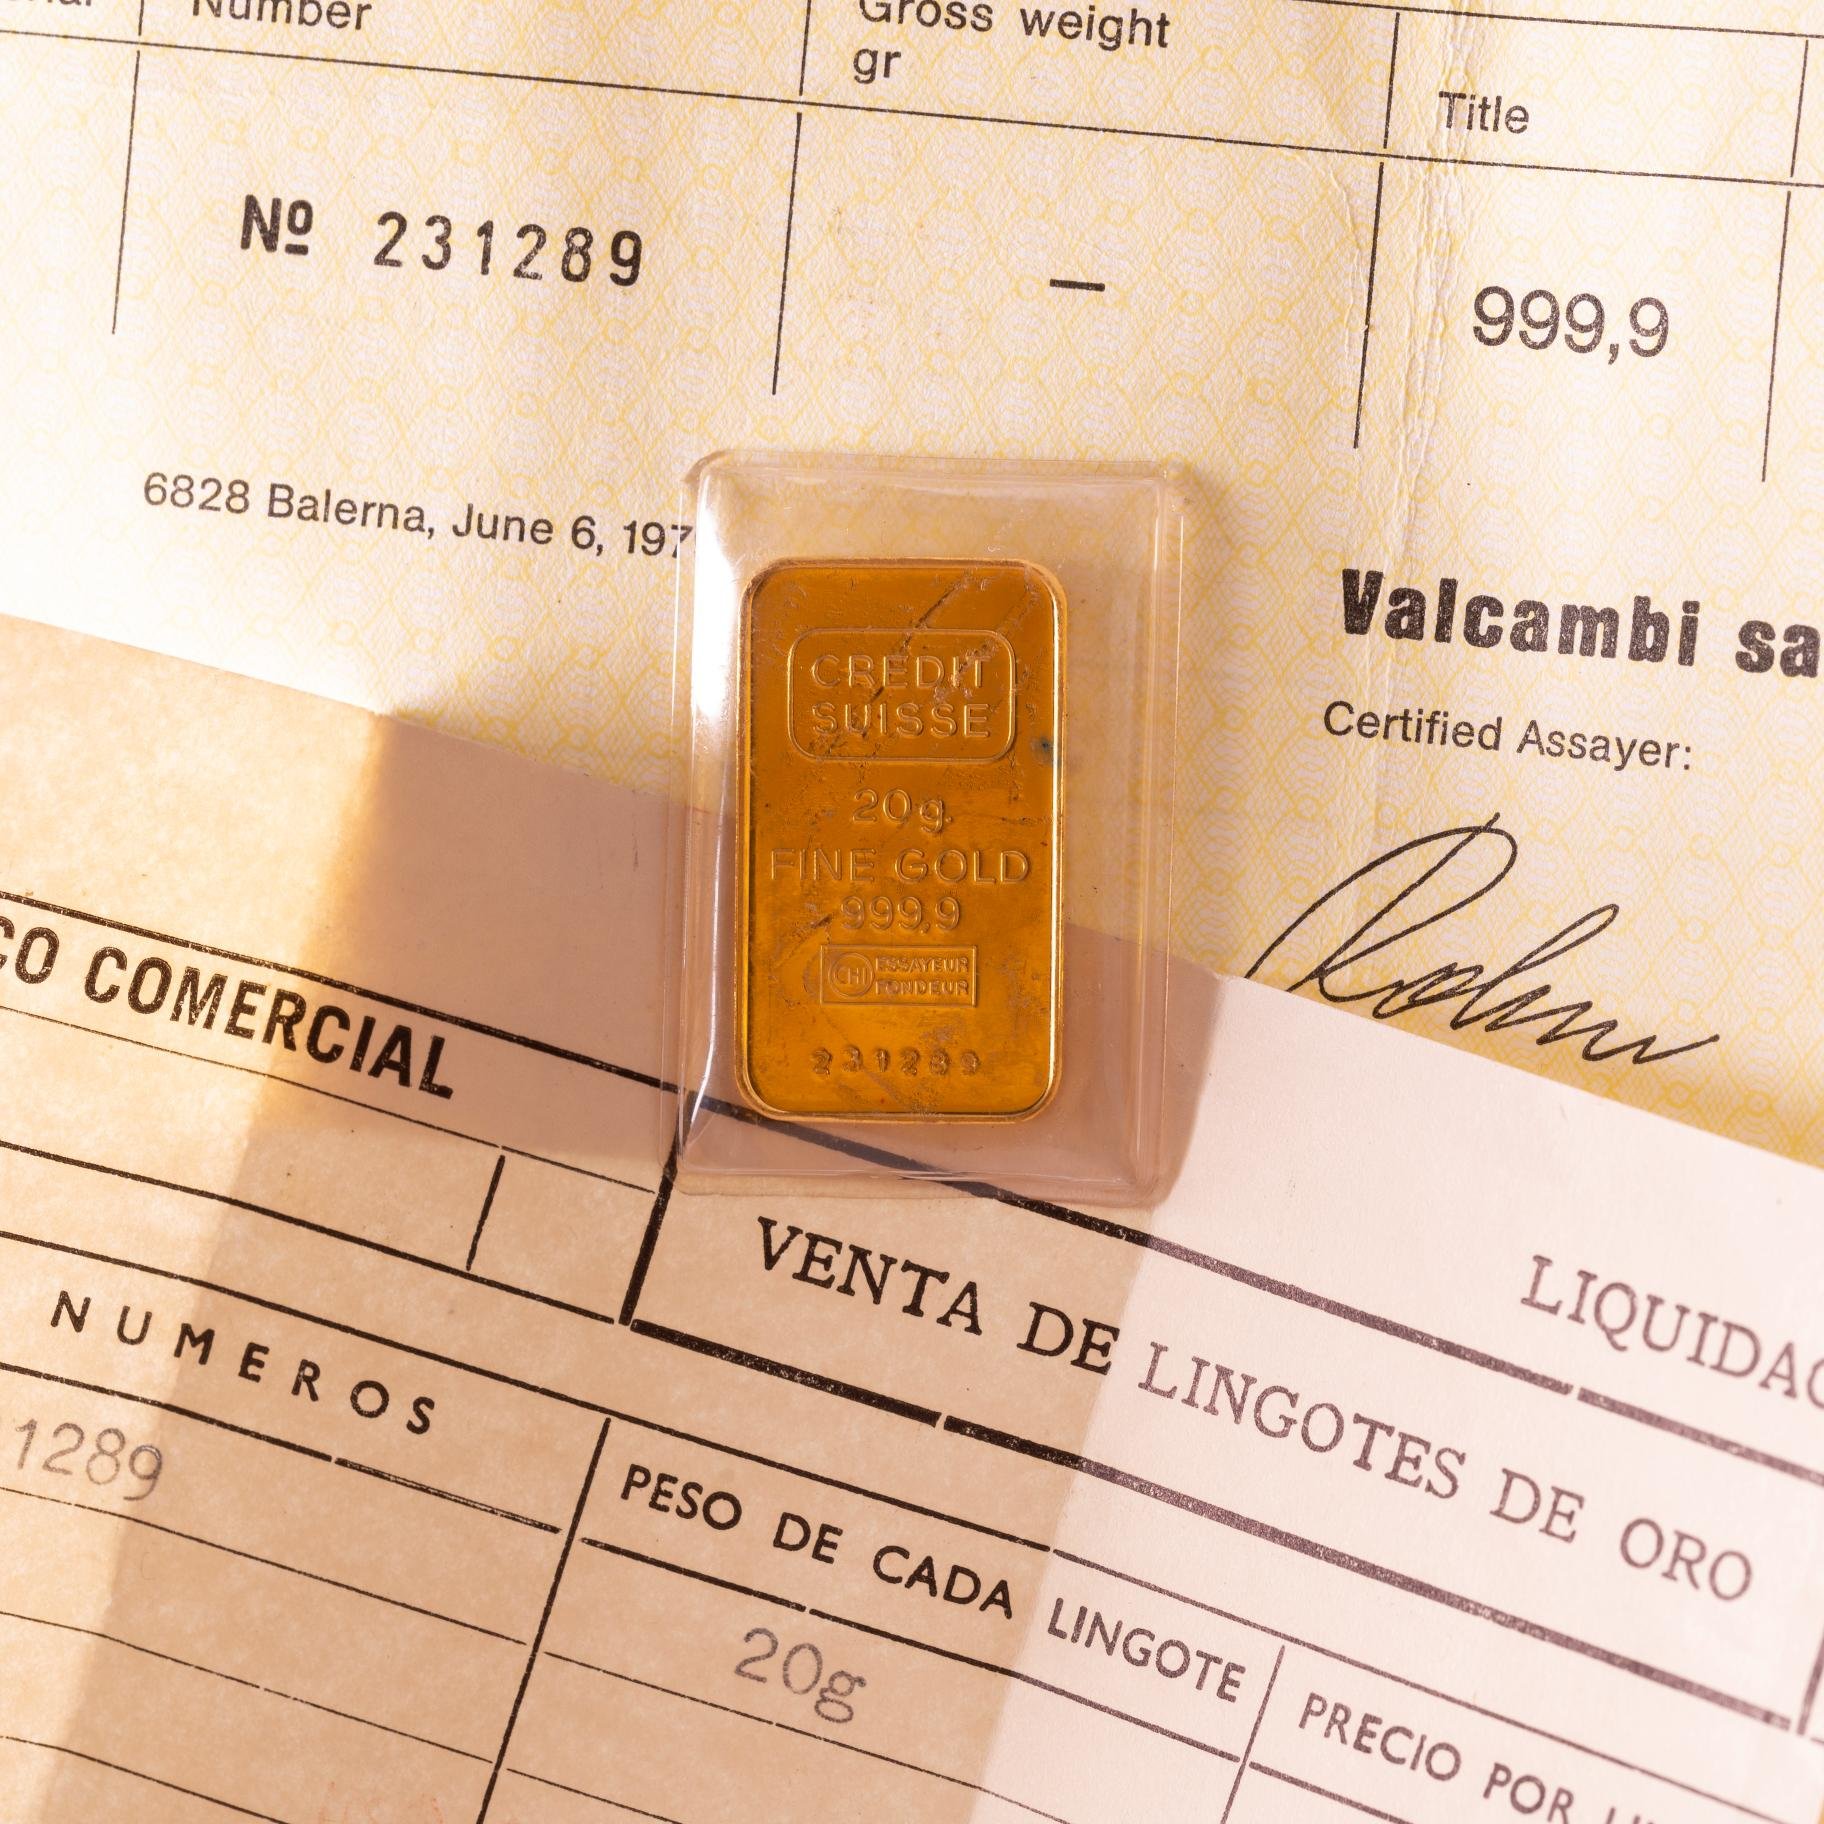 Number
Gross weight
gr
Title
Nº 231289
—
999,9
6828 Balerna, June 6, 197
Valcambi sa
Certified Assayer:
CREDIT
SUISSE
20g.
FINE GOLD
999,9
CHI ESSAYEUR
FONDEUR
231289
CO COMERCIAL
VENTA DE LINGOTES DE ORO
LIQUIDAC
NUMEROS
PESO DE CADA LINGOTE
PRECIO POR
1289
20g